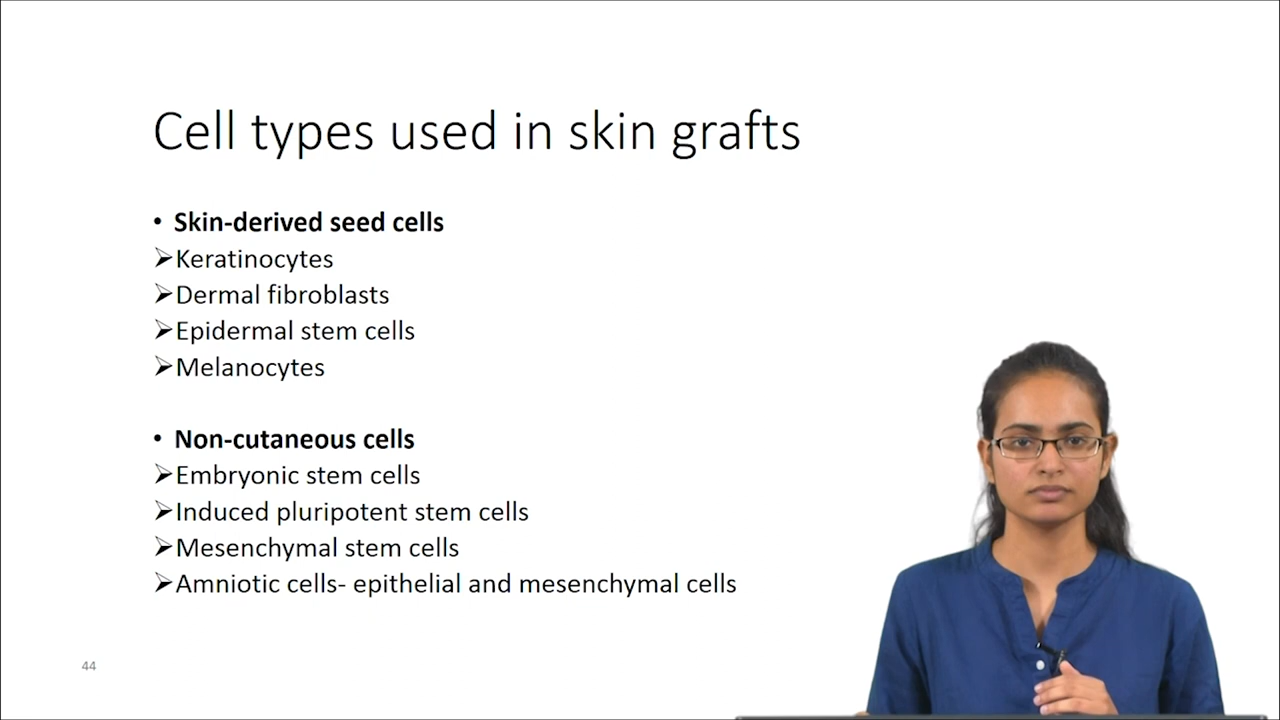 Cell types used in skin grafts
• Skin-derived seed cells
➢Keratinocytes
➢Dermal fibroblasts
➢Epidermal stem cells
➢Melanocytes
• Non-cutaneous cells
➢Embryonic stem cells
➢Induced pluripotent stem cells
➢Mesenchymal stem cells
➢Amniotic cells- epithelial and mesenchymal cells
44